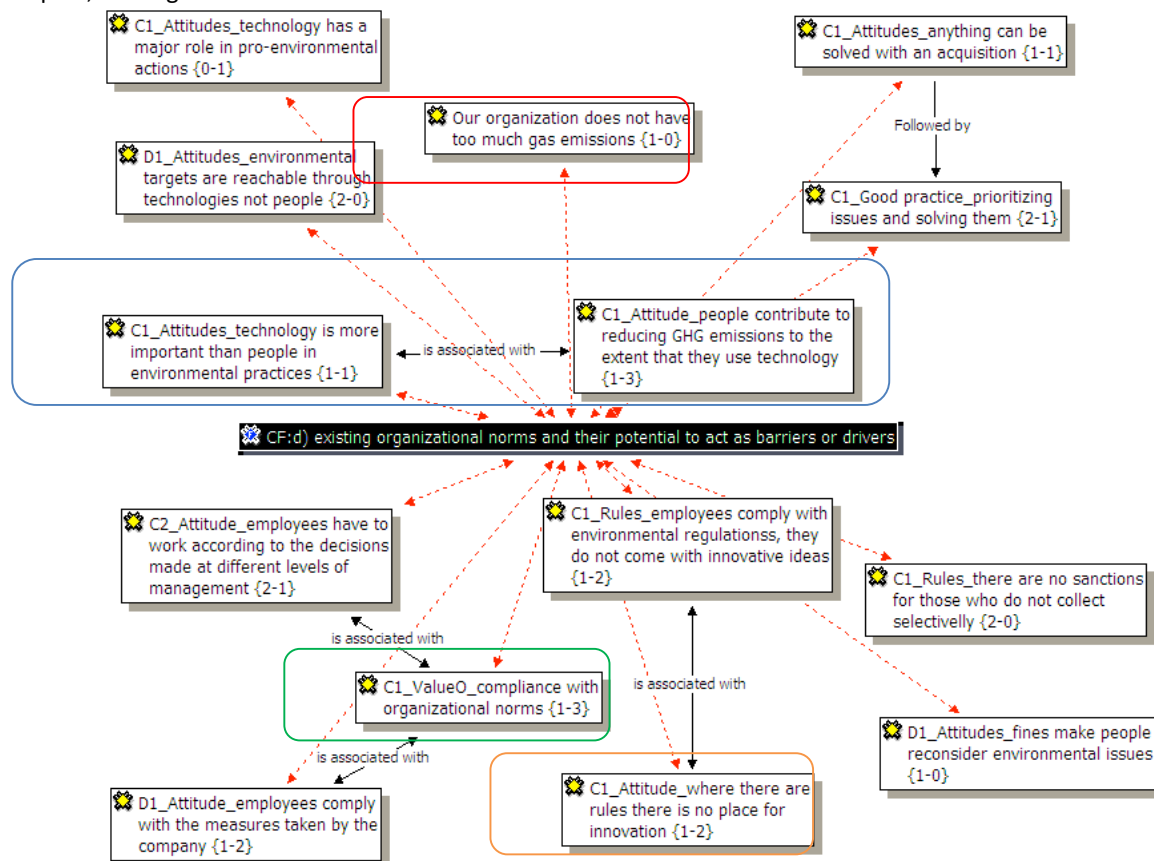 C1_Attitudes_technology has a
major role in pro-environmental
actions {0-1}
C1_Attitudes_anything can be
solved with an acquisition {1-1}
Our organization does not have
too much gas emissions {1-0}
Followed by
D1_Attitudes_environmental
targets are reachable through
technologies not people {2-0}
C1_Good practice_prioritizing
issues and solving them {2-1}
C1_Attitudes_technology is more
important than people in
environmental practices {1-1}
is associated with
C1_Attitude_people contribute to
reducing GHG emissions to the
extent that they use technology
{1-3}
CF:d) existing organizational norms and their potential to act as barriers or drivers
C2_Attitude_employees have to
work according to the decisions
made at different levels of
management {2-1}
C1_Rules_employees comply with
environmental regulationss, they
do not come with innovative ideas
{1-2}
C1_Rules_there are no sanctions
for those who do not collect
selectivelly {2-0}
is associated with
C1_ValueO_compliance with
organizational norms {1-3}
is associated with
is associated with
D1_Attitudes_fines make people
reconsider environmental issues
{1-0}
D1_Attitude_employees comply
with the measures taken by the
company {1-2}
C1_Attitude_where there are
rules there is no place for
innovation {1-2}